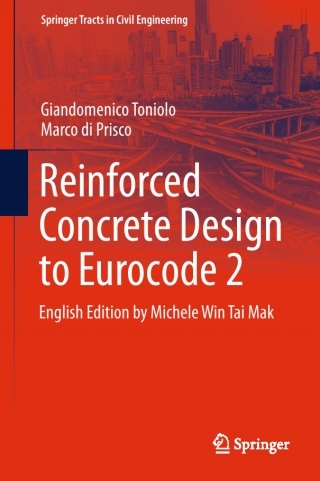 Springer Tracts in Civil Engineering
Giandomenico Toniolo
Marco di Prisco
Reinforced
Concrete Design
to Eurocode 2
English Edition by Michele Win Tai Mak
Springer